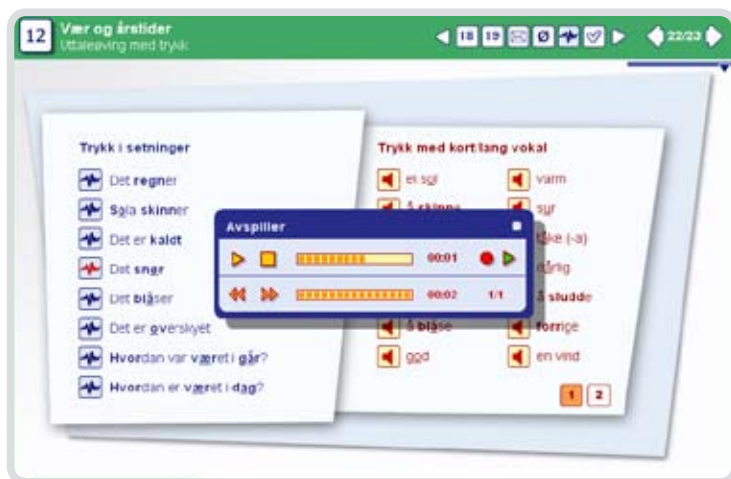 12
Vær og årstider
Uttaleøving med trykk
18 19 Ø
22/23
Trykk i setninger
Det regner
Sola skinner
Det er kaldt
Det snør
Det blåser
Det er overskyet
Hvordan var været i går?
Hvordan er været i dag?
Trykk med kort/lang vokal
ei sol
å skinne
å blåse
god
varm
sur
tåke (-a)
dårlig
å sludde
forrige
en vind
1 2
Avspiller
00:01
00:02 1/1